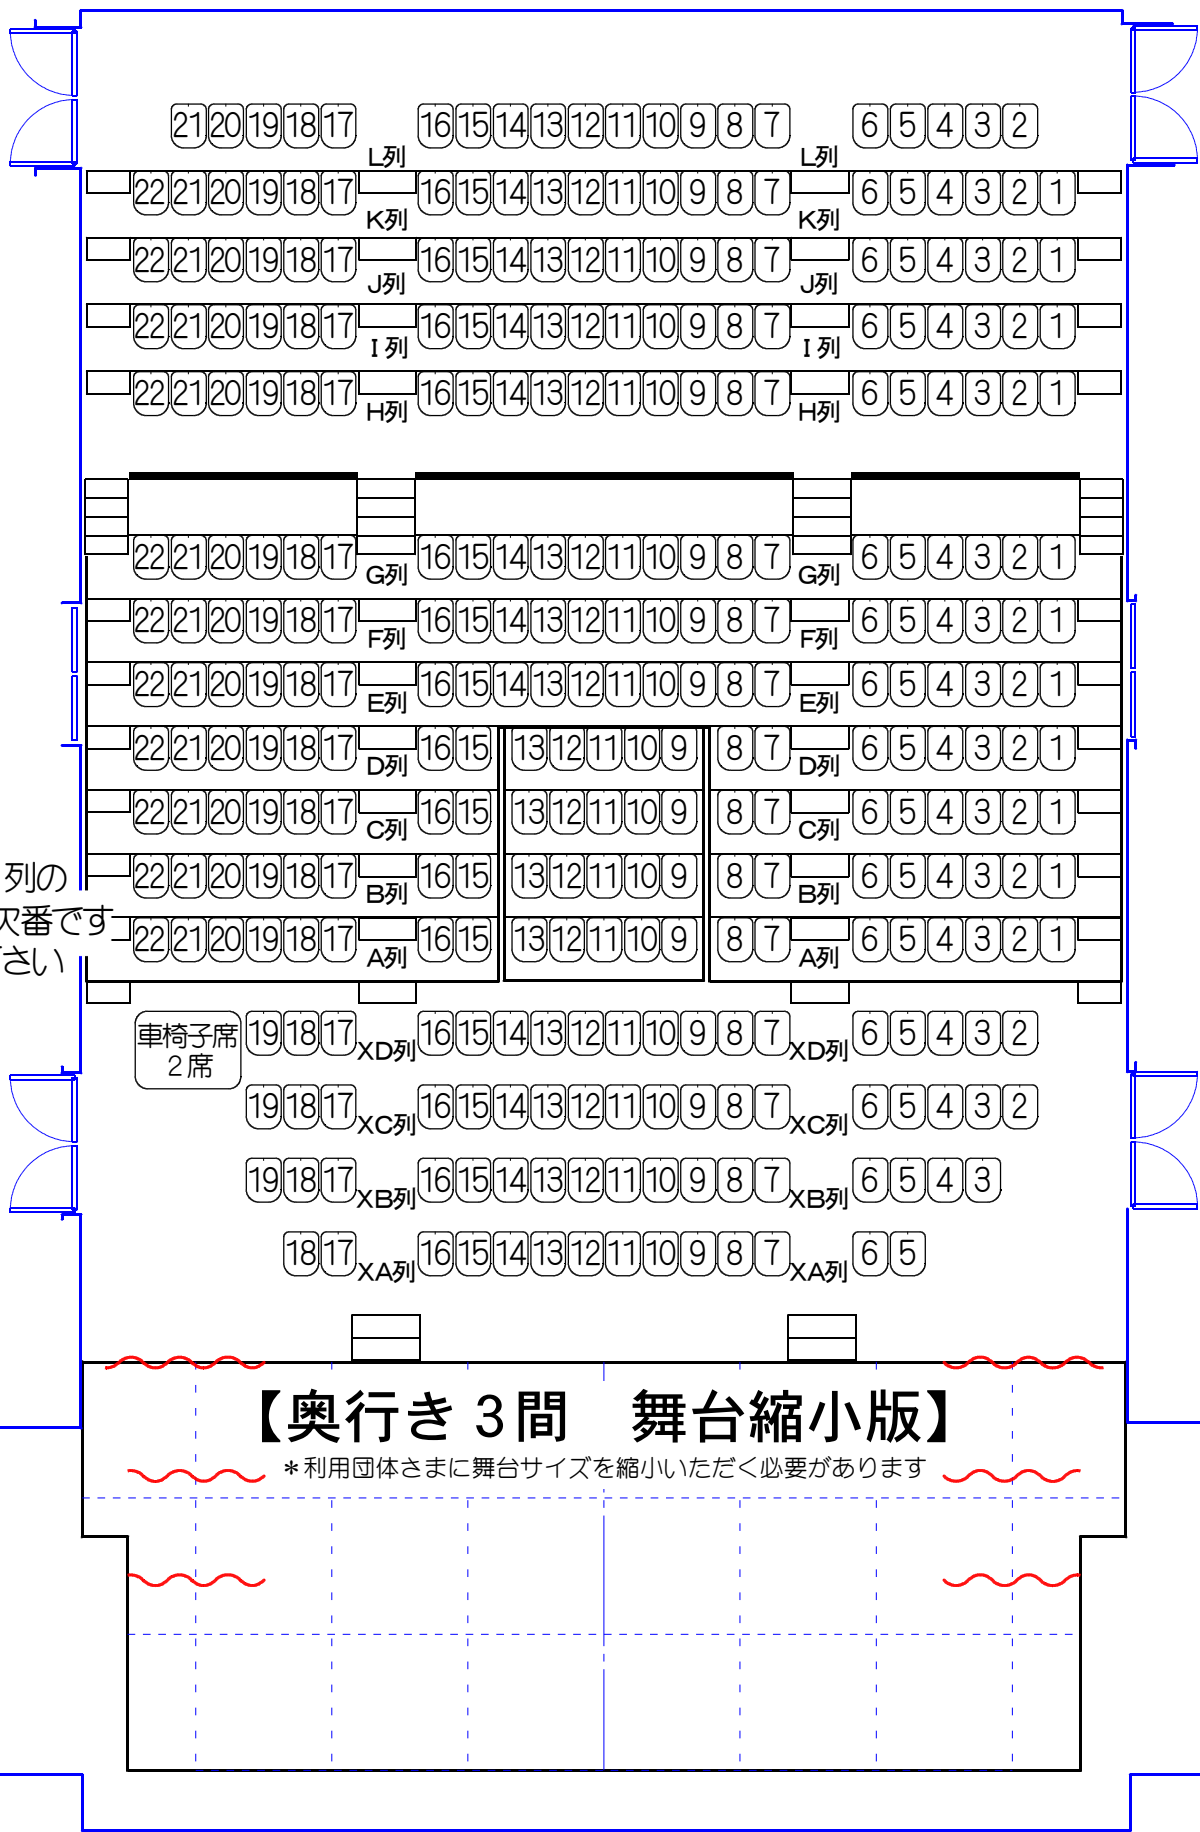 21 20 19 18 17 L列 16 15 14 13 12 11 10 9 8 7 L列 6 5 4 3 2
22 21 20 19 18 17 K列 16 15 14 13 12 11 10 9 8 7 K列 6 5 4 3 2 1
22 21 20 19 18 17 J列 16 15 14 13 12 11 10 9 8 7 J列 6 5 4 3 2 1
22 21 20 19 18 17 I列 16 15 14 13 12 11 10 9 8 7 I列 6 5 4 3 2 1
22 21 20 19 18 17 H列 16 15 14 13 12 11 10 9 8 7 H列 6 5 4 3 2 1
22 21 20 19 18 17 G列 16 15 14 13 12 11 10 9 8 7 G列 6 5 4 3 2 1
22 21 20 19 18 17 F列 16 15 14 13 12 11 10 9 8 7 F列 6 5 4 3 2 1
22 21 20 19 18 17 E列 16 15 14 13 12 11 10 9 8 7 E列 6 5 4 3 2 1
22 21 20 19 18 17 D列 16 15 13 12 11 10 9 8 7 D列 6 5 4 3 2 1
22 21 20 19 18 17 C列 16 15 13 12 11 10 9 8 7 C列 6 5 4 3 2 1
22 21 20 19 18 17 B列 16 15 13 12 11 10 9 8 7 B列 6 5 4 3 2 1
22 21 20 19 18 17 A列 16 15 13 12 11 10 9 8 7 A列 6 5 4 3 2 1
列の
欠番です
さい
車椅子席
2席
19 18 17 XD列 16 15 14 13 12 11 10 9 8 7 XD列 6 5 4 3 2
19 18 17 XC列 16 15 14 13 12 11 10 9 8 7 XC列 6 5 4 3 2
19 18 17 XB列 16 15 14 13 12 11 10 9 8 7 XB列 6 5 4 3
18 17 XA列 16 15 14 13 12 11 10 9 8 7 XA列 6 5
【奥行き3間　舞台縮小版】
＊利用団体さまに舞台サイズを縮小いただく必要があります